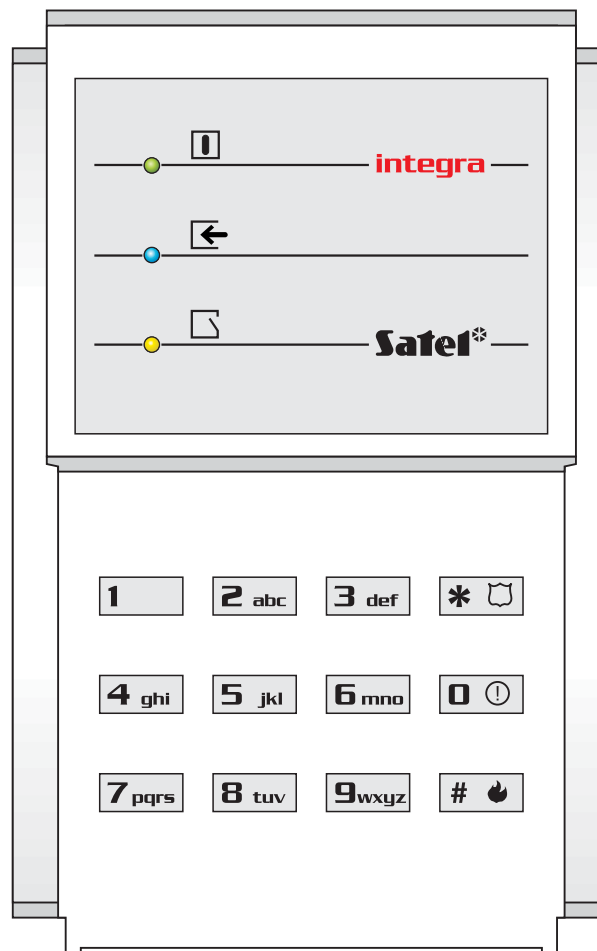 integra
Satel*
1 2 abc 3 def *
4 ghi 5 jkl 6 mno 0 !
7 pqrs 8 tuv 9 wxyz #